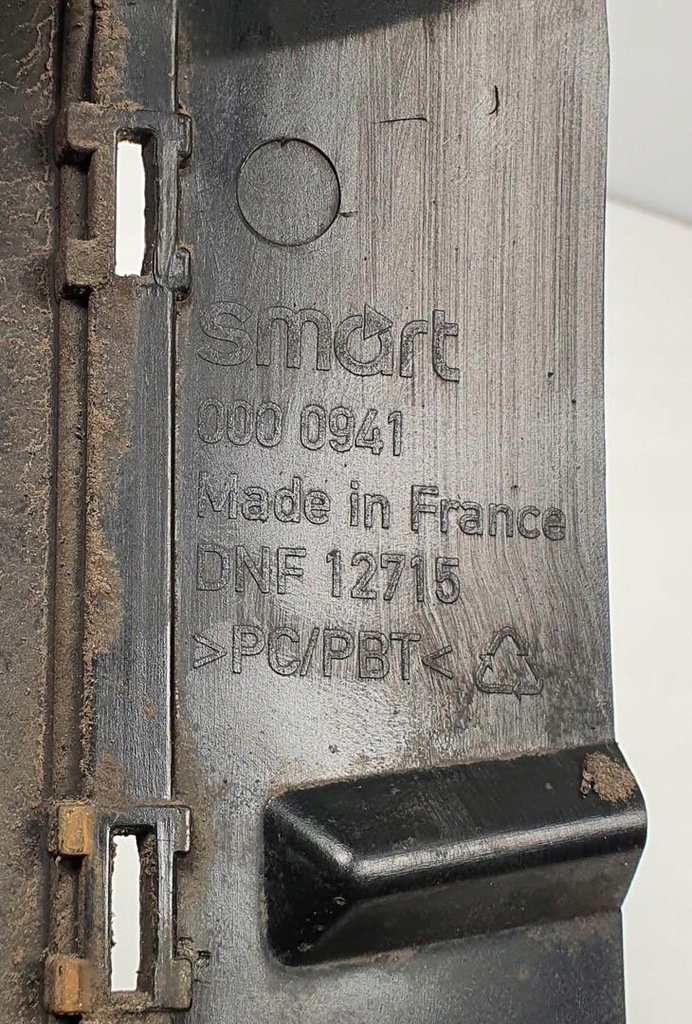 smart
000 0941
Made in France
DNF 12715
>PC/PBT<